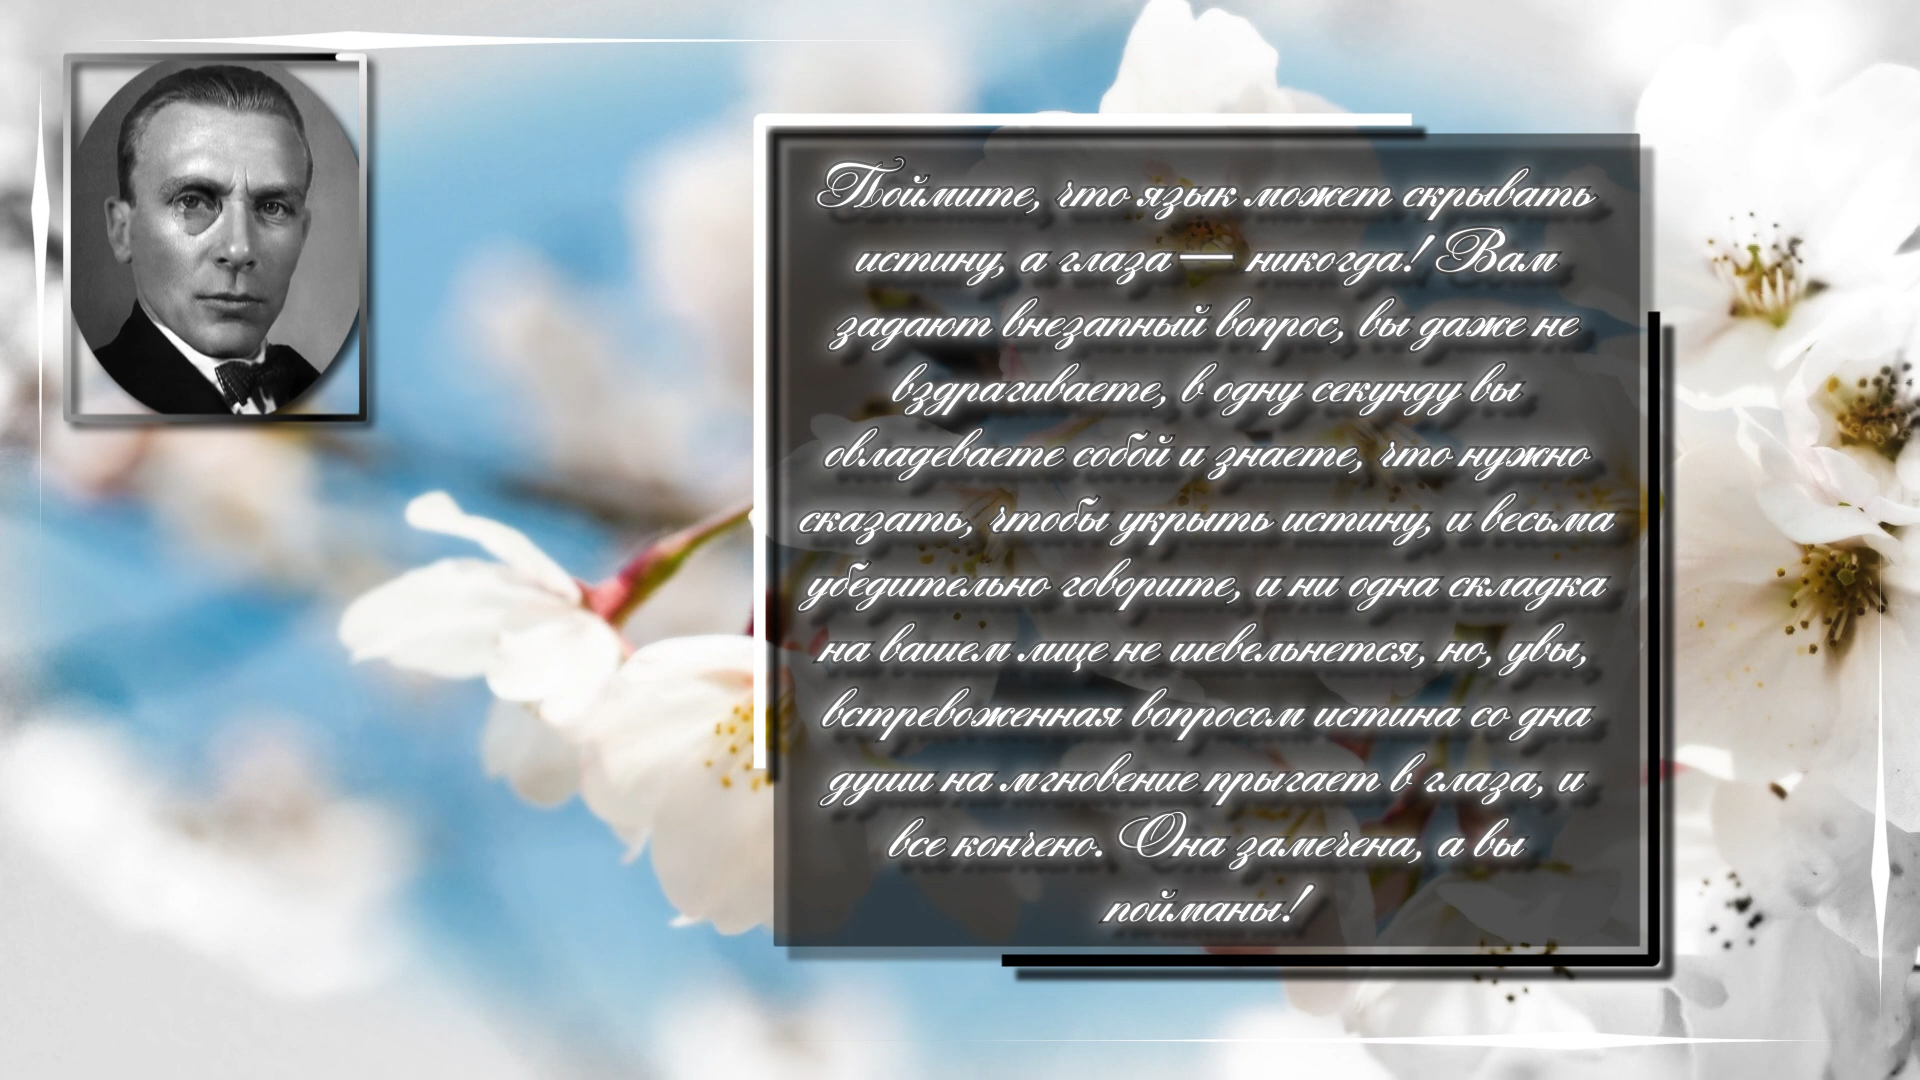 Поймите, что язык может скрывать
истину, а глаза — никогда! Вам
задают внезапный вопрос, вы даже не
вздрагиваете, в одну секунду вы
овладеваете собой и знаете, что нужно
сказать, чтобы укрыть истину, и весьма
убедительно говорите, и ни одна складка
на вашем лице не шевельнется, но, увы,
встревоженная вопросом истина со дна
души на мгновение прыгает в глаза, и
все кончено. Она замечена, а вы
пойманы!